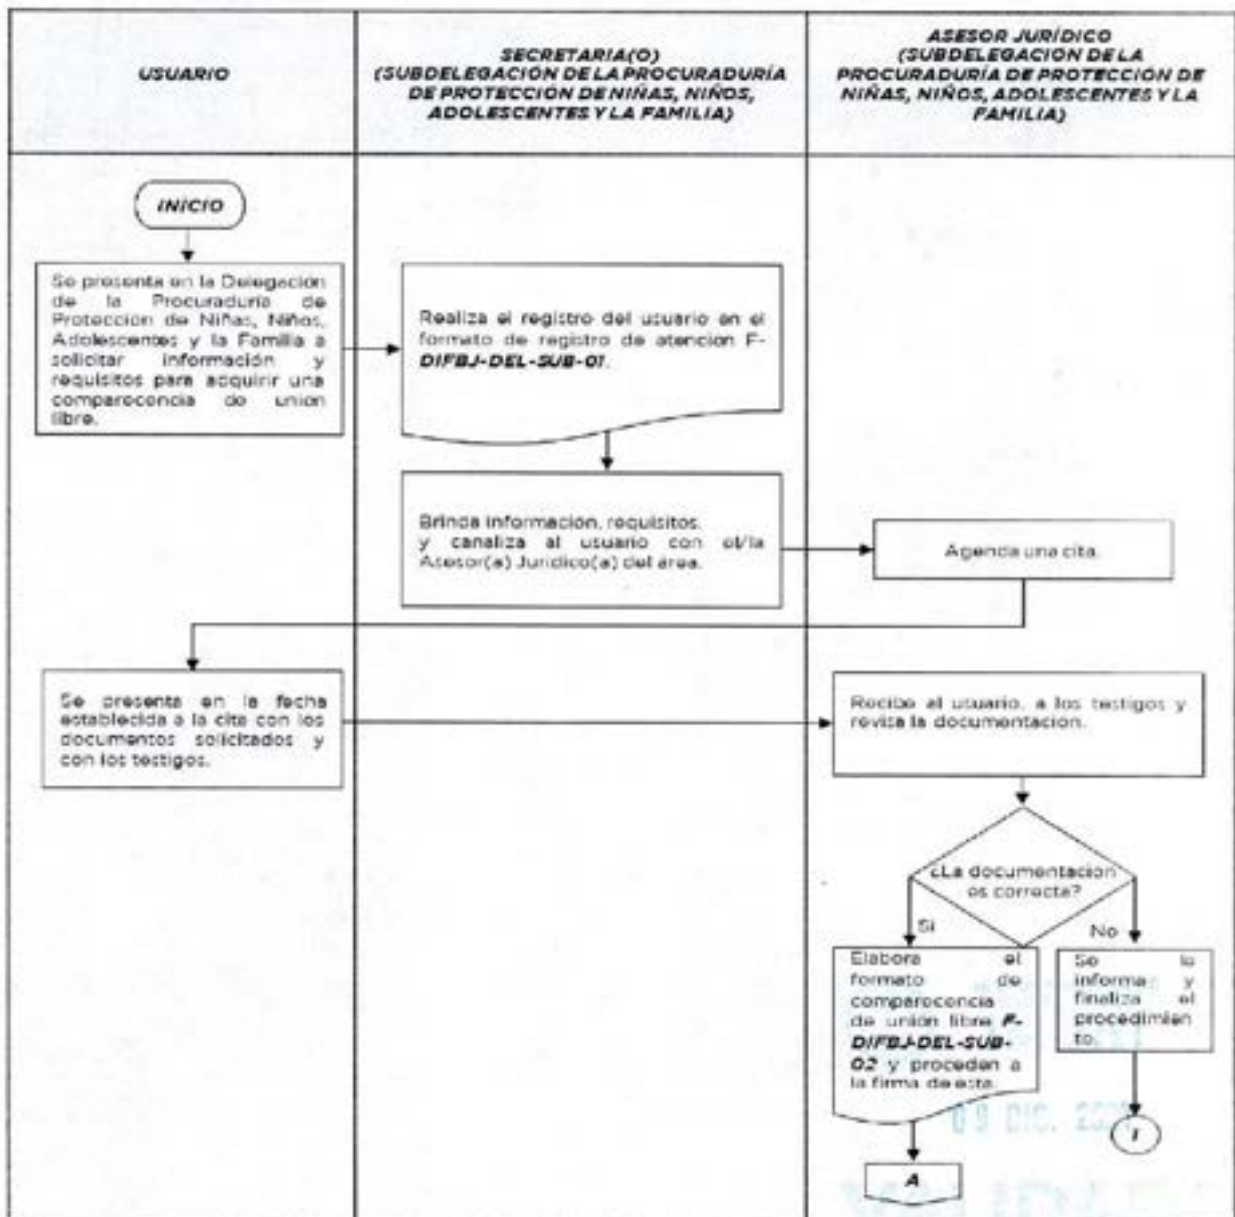 USUARIO
SECRETARIA(O)
(SUBDELEGACIÓN DE LA PROCURADURÍA
DE PROTECCIÓN DE NIÑAS, NIÑOS,
ADOLESCENTES Y LA FAMILIA)
ASESOR JURÍDICO
(SUBDELEGACIÓN DE LA
PROCURADURÍA DE PROTECCIÓN DE
NIÑAS, NIÑOS, ADOLESCENTES Y LA
FAMILIA)
INICIO
Se presenta en la Delegación
de la Procuraduría de
Protección de Niñas, Niños,
Adolescentes y la Familia a
solicitar información y
requisitos para adquirir una
comparecencia de unión
libre.
Realiza el registro del usuario en el
formato de registro de atención F-
DIFBJ-DEL-SUB-01.
Brinda información, requisitos,
y canaliza al usuario con el/la
Asesor(a) Jurídico(a) del área.
Agenda una cita.
Se presenta en la fecha
establecida a la cita con los
documentos solicitados y
con los testigos.
Recibe al usuario, a los testigos y
revisa la documentación.
¿La documentación
es correcta?
Si
No
Elabora el
formato de
comparecencia
de unión libre F-
DIFBJ-DEL-SUB-
02 y proceden a
la firma de esta.
Se le
informa y
finaliza el
procedimien
to.
09 DIC.
1
A